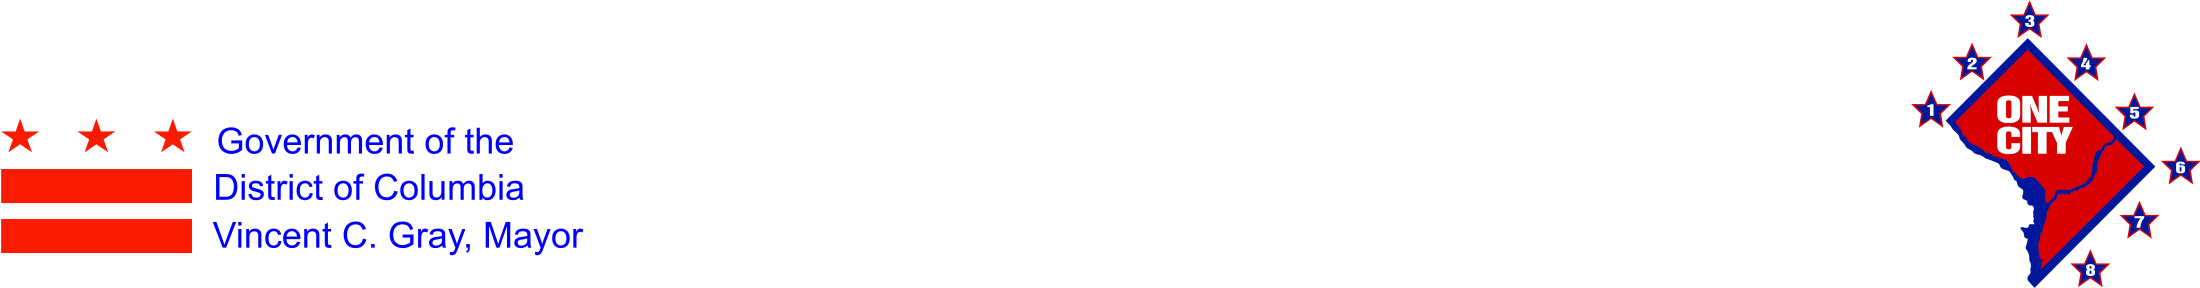 Government of the
District of Columbia
Vincent C. Gray, Mayor
3
2
4
1
ONE
CITY
5
6
7
8